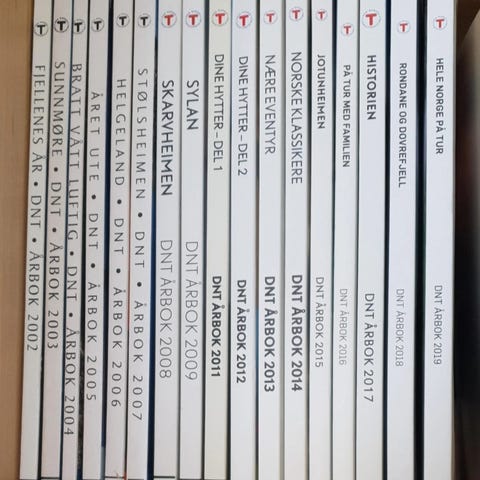 FJELLENES ÅR • DNT • ÅRBOK 2002
SUNNMØRE • DNT • ÅRBOK 2003
BRATT VÅTT LUFTIG • DNT • ÅRBOK 2004
ÅRET UTE • DNT • ÅRBOK 2005
HELGELAND • DNT • ÅRBOK 2006
STØLSHEIMEN • DNT • ÅRBOK 2007
SKARVHEIMEN DNT ÅRBOK 2008
SYLAN DNT ÅRBOK 2009
DINE HYTTER – DEL 1 DNT ÅRBOK 2011
DINE HYTTER – DEL 2 DNT ÅRBOK 2012
NÆRE EVENTYR DNT ÅRBOK 2013
NORSKE KLASSIKERE DNT ÅRBOK 2014
JOTUNHEIMEN DNT ÅRBOK 2015
PÅ TUR MED FAMILIEN DNT ÅRBOK 2016
HISTORIEN DNT ÅRBOK 2017
RONDANE OG DOVREFJELL DNT ÅRBOK 2018
HELE NORGE PÅ TUR DNT ÅRBOK 2019